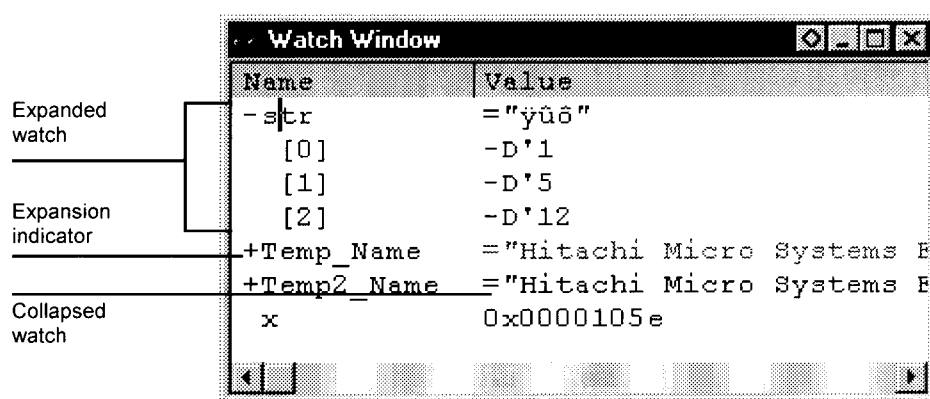 Watch Window
Name Value
Expanded watch
-str ="ÿûô"
[0] -D'1
[1] -D'5
[2] -D'12
Expansion indicator
+Temp_Name ="Hitachi Micro Systems E
+Temp2_Name ="Hitachi Micro Systems E
Collapsed watch
x 0x0000105e